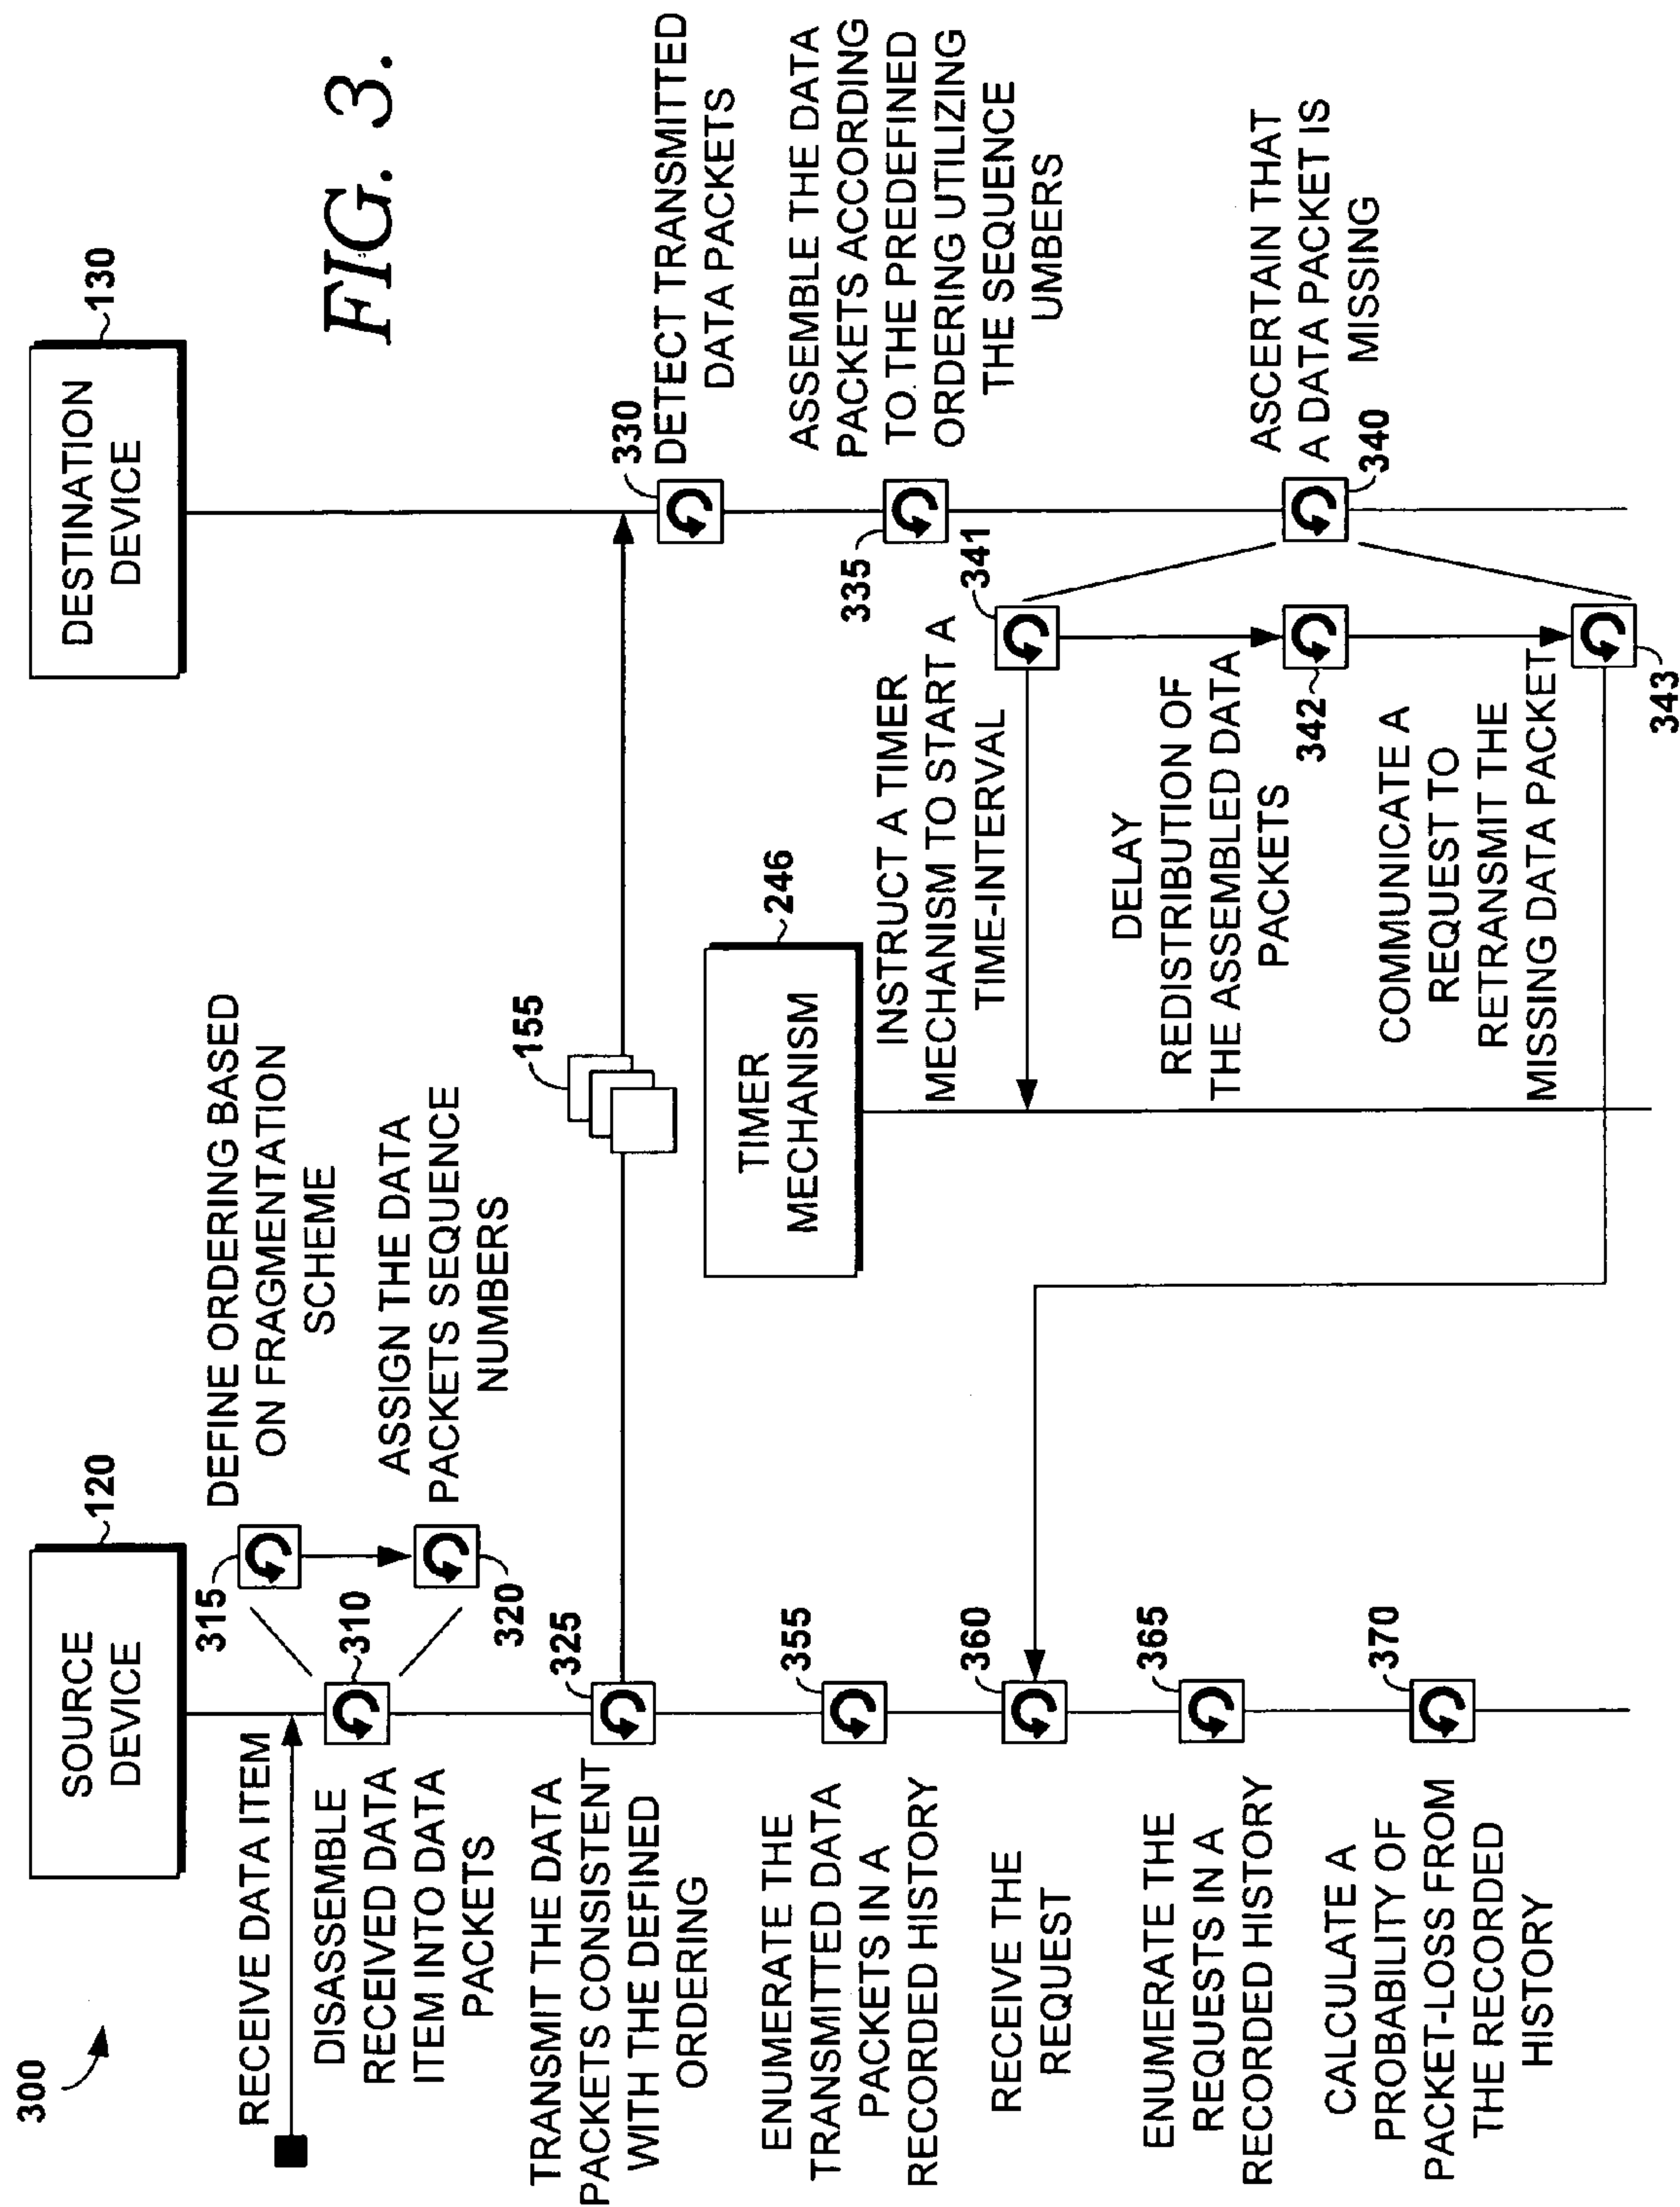 300
SOURCE
DEVICE
120
TIMER
MECHANISM
246
DESTINATION
DEVICE
130
FIG. 3.
RECEIVE DATA ITEM
DISASSEMBLE
RECEIVED DATA
ITEM INTO DATA
PACKETS
310
315
DEFINE ORDERING BASED
ON FRAGMENTATION
SCHEME
320
ASSIGN THE DATA
PACKETS SEQUENCE
NUMBERS
TRANSMIT THE DATA
PACKETS CONSISTENT
WITH THE DEFINED
ORDERING
325
155
330
DETECT TRANSMITTED
DATA PACKETS
335
ASSEMBLE THE DATA
PACKETS ACCORDING
TO THE PREDEFINED
ORDERING UTILIZING
THE SEQUENCE
UMBERS
ASCERTAIN THAT
A DATA PACKET IS
MISSING
340
341
INSTRUCT A TIMER
MECHANISM TO START A
TIME-INTERVAL
DELAY
REDISTRIBUTION OF
THE ASSEMBLED DATA
PACKETS
342
COMMUNICATE A
REQUEST TO
RETRANSMIT THE
MISSING DATA PACKET
343
ENUMERATE THE
TRANSMITTED DATA
PACKETS IN A
RECORDED HISTORY
355
RECEIVE THE
REQUEST
360
ENUMERATE THE
REQUESTS IN A
RECORDED HISTORY
365
CALCULATE A
PROBABILITY OF
PACKET-LOSS FROM
THE RECORDED
HISTORY
370